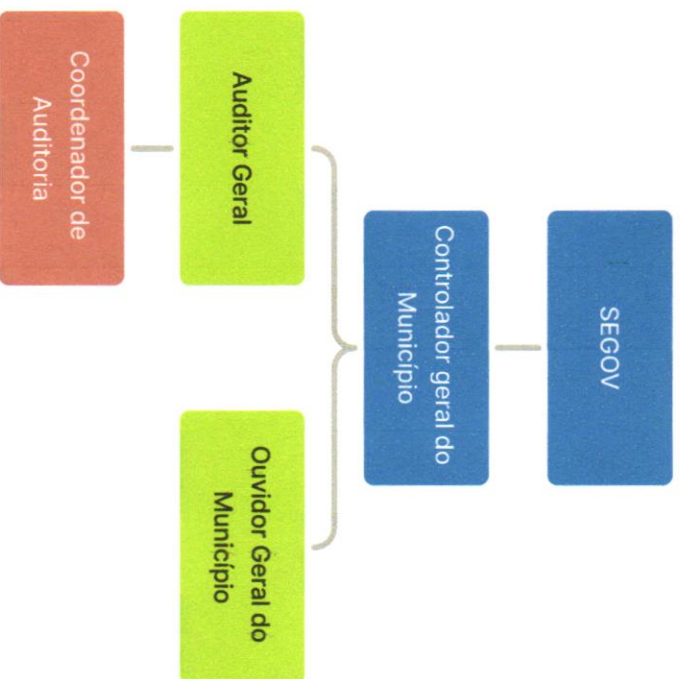 SEGOV
Controlador geral do
Município
Auditor Geral
Ouvidor Geral do
Município
Coordenador de
Auditoria